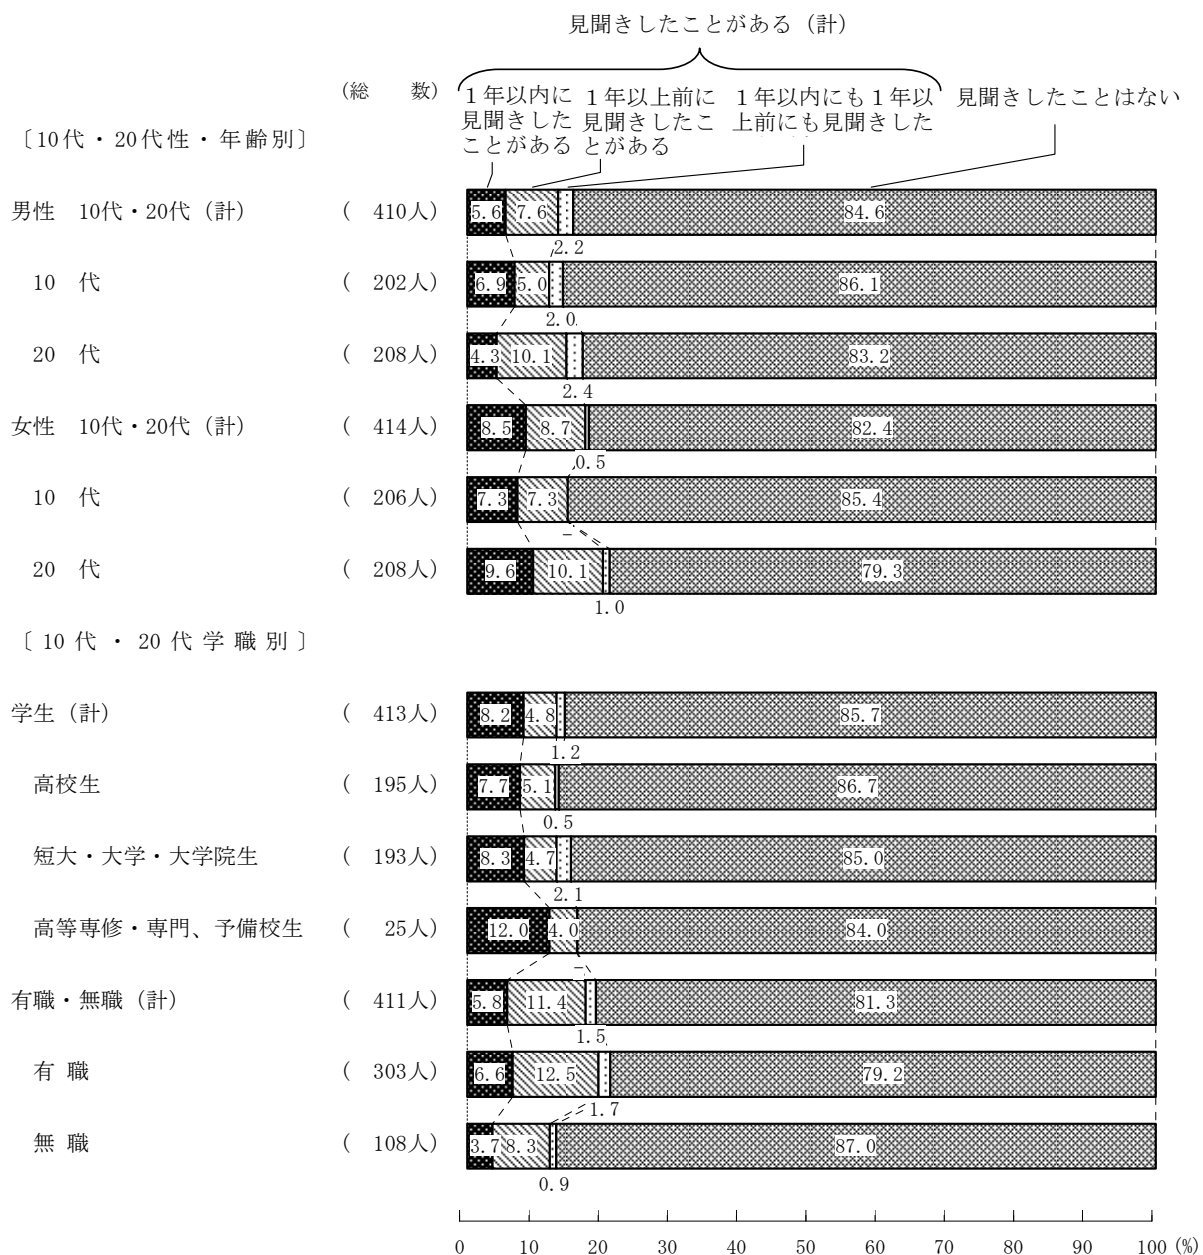 見聞きしたことがある（計）
（総　数） １年以内に見聞きしたことがある １年以上前に見聞きしたことがある １年以内にも１年以上前にも見聞きした 見聞きしたことはない
〔10代・20代性・年齢別〕
男性　10代・20代（計） （ 410人） 5.6 7.6 84.6
2.2
10　代 （ 202人） 6.9 5.0 86.1
2.0
20　代 （ 208人） 4.3 10.1 83.2
2.4
女性　10代・20代（計） （ 414人） 8.5 8.7 82.4
0.5
10　代 （ 206人） 7.3 7.3 85.4
−
20　代 （ 208人） 9.6 10.1 79.3
1.0
〔10代・20代学職別〕
学生（計） （ 413人） 8.2 4.8 85.7
1.2
高校生 （ 195人） 7.7 5.1 86.7
0.5
短大・大学・大学院生 （ 193人） 8.3 4.7 85.0
2.1
高等専修・専門、予備校生 （ 25人） 12.0 4.0 84.0
−
有職・無職（計） （ 411人） 5.8 11.4 81.3
1.5
有職 （ 303人） 6.6 12.5 79.2
1.7
無職 （ 108人） 3.7 8.3 87.0
0.9
0 10 20 30 40 50 60 70 80 90 100 (%)